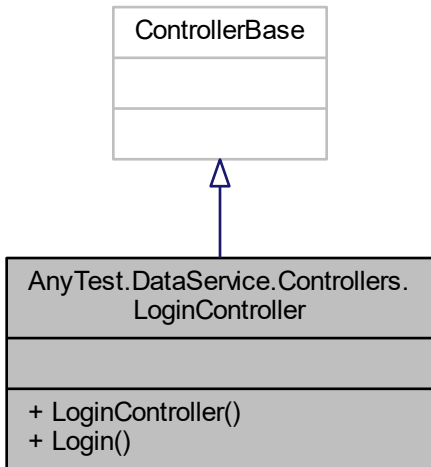 ControllerBase
AnyTest.DataService.Controllers.
LoginController
+ LoginController()
+ Login()